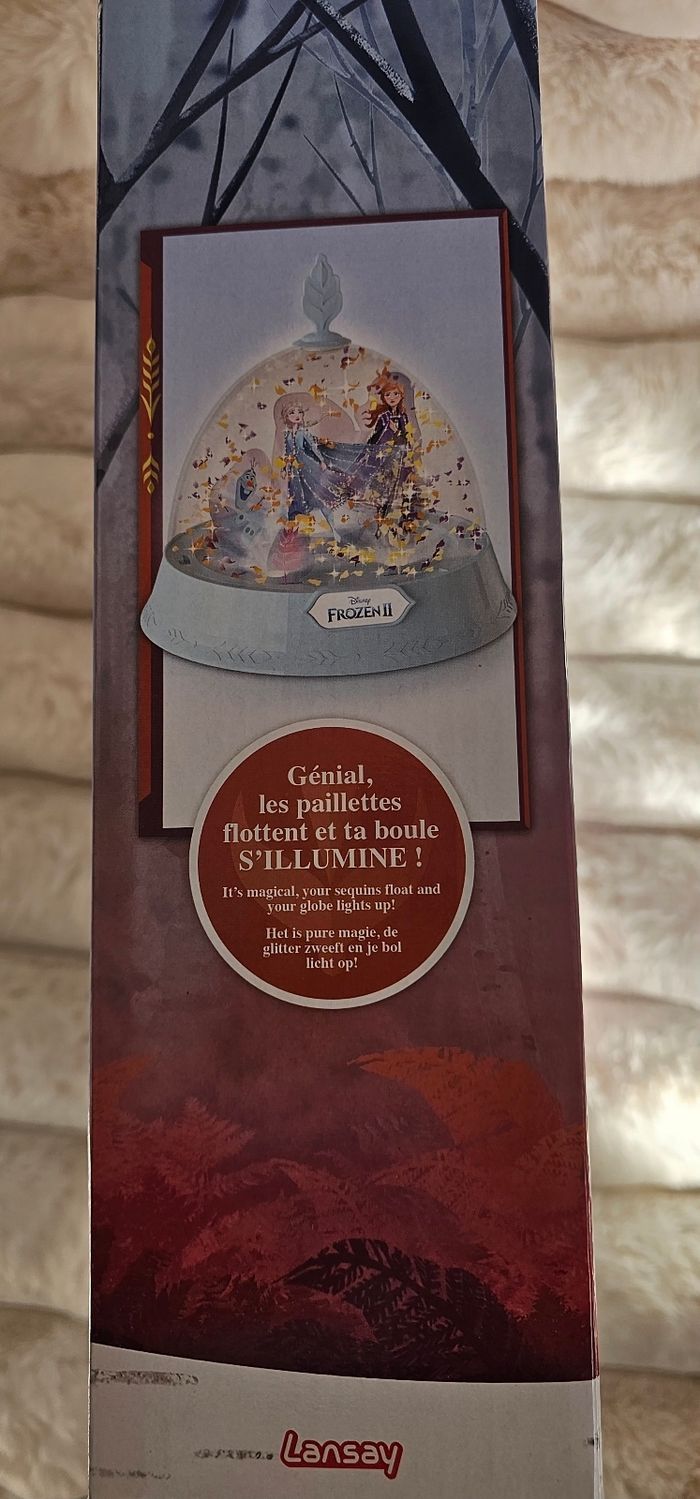 Disney
FROZEN II
Génial,
les paillettes
flottent et ta boule
S'ILLUMINE !
It's magical, your sequins float and
your globe lights up!
Het is pure magie, de
glitter zweeft en je bol
licht op!
Lansay